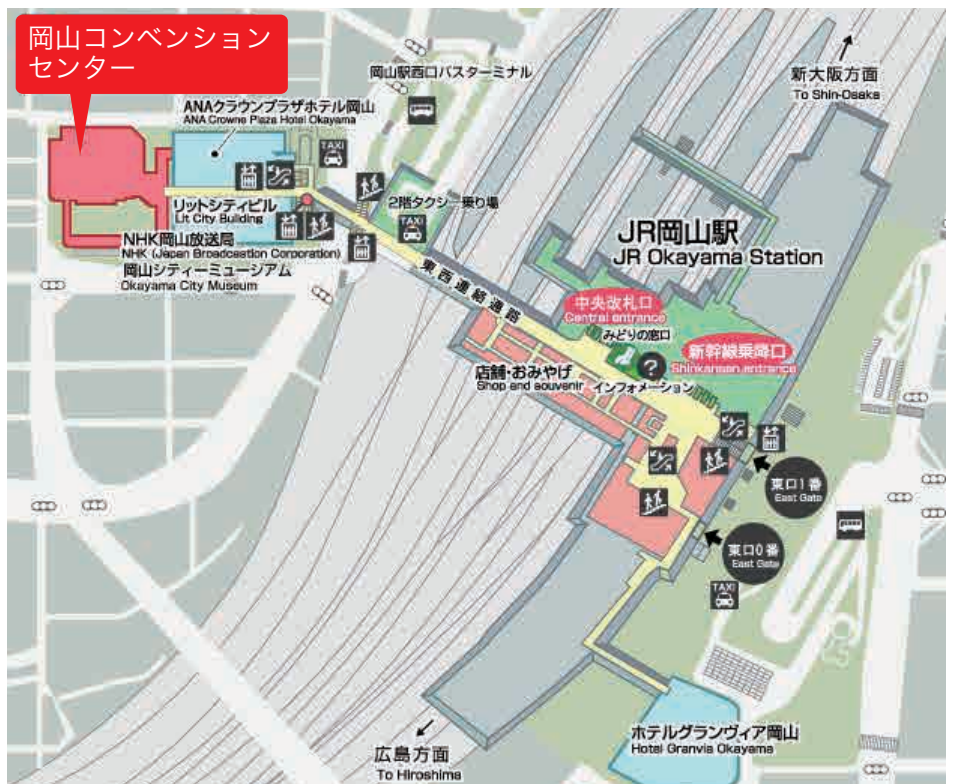 岡山コンベンション
センター
岡山駅西口バスターミナル
新大阪方面
To Shin-Osaka
ANAクラウンプラザホテル岡山
ANA Crowne Plaza Hotel Okayama
TAXI
2階タクシー乗り場
TAXI
リットシティビル
Lit City Building
JR岡山駅
JR Okayama Station
NHK岡山放送局
NHK (Japan Broadcastion Corporation)
岡山シティーミュージアム
Okayama City Museum
東西連絡通路
中央改札口
Central entrance
みどりの窓口
新幹線乗降口
Shinkansen entrance
店舗・おみやげ
Shop and souvenir
?
インフォメーション
東口1番
East Gate
東口0番
East Gate
TAXI
ホテルグランヴィア岡山
Hotel Granvia Okayama
広島方面
To Hiroshima